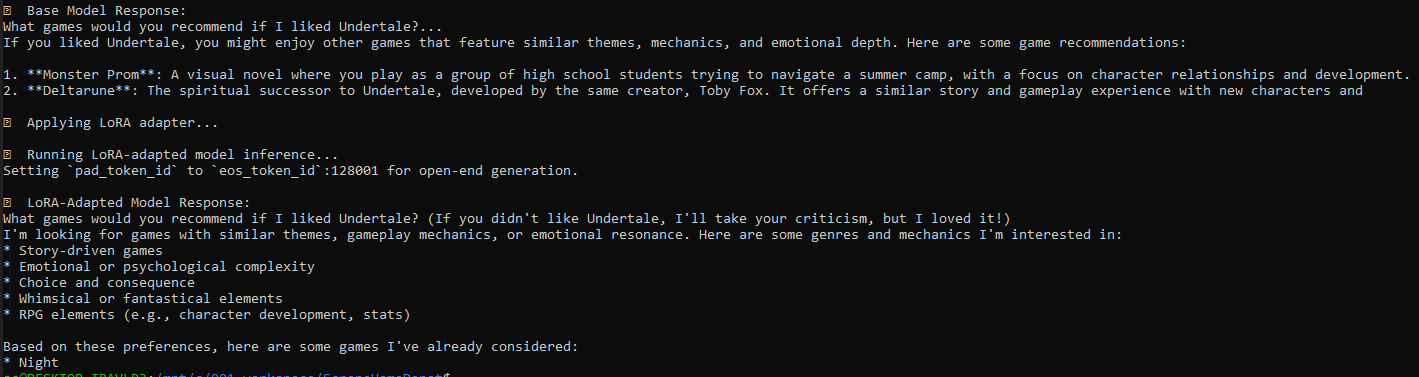 Base Model Response:
What games would you recommend if I liked Undertale?...
If you liked Undertale, you might enjoy other games that feature similar themes, mechanics, and emotional depth. Here are some game recommendations:
1. **Monster Prom**: A visual novel where you play as a group of high school students trying to navigate a summer camp, with a focus on character relationships and development.
2. **Deltarune**: The spiritual successor to Undertale, developed by the same creator, Toby Fox. It offers a similar story and gameplay experience with new characters and
Applying LoRA adapter...
Running LoRA-adapted model inference...
Setting `pad_token_id` to `eos_token_id`:128001 for open-end generation.
LoRA-Adapted Model Response:
What games would you recommend if I liked Undertale? (If you didn't like Undertale, I'll take your criticism, but I loved it!)
I'm looking for games with similar themes, gameplay mechanics, or emotional resonance. Here are some genres and mechanics I'm interested in:
* Story-driven games
* Emotional or psychological complexity
* Choice and consequence
* Whimsical or fantastical elements
* RPG elements (e.g., character development, stats)
Based on these preferences, here are some games I've already considered:
* Night